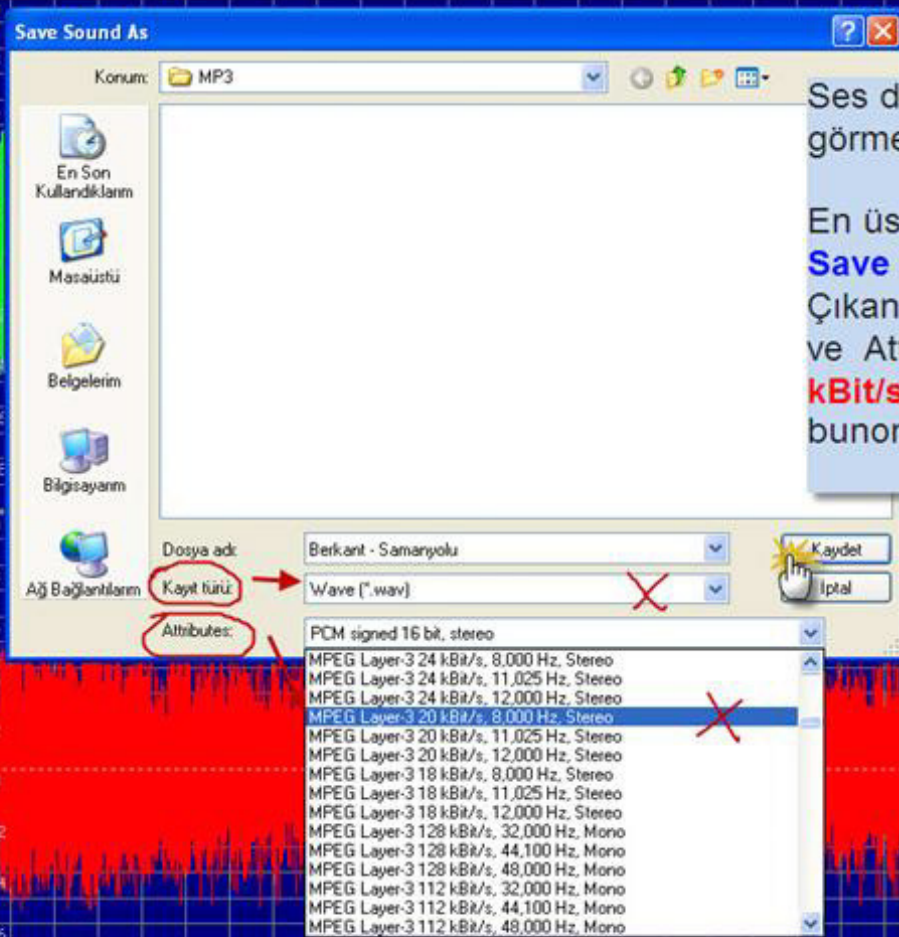 Save Sound As
Konum: MP3
En Son
Kullandıklarım
Masaüstü
Belgelerim
Bilgisayarım
Ağ Bağlantılarım
Dosya adı: Berkant - Samanyolu
Kaydet
Kayıt türü: Wave (*.wav)
İptal
Attributes: PCM signed 16 bit, stereo
MPEG Layer-3 24 kBit/s, 8,000 Hz, Stereo
MPEG Layer-3 24 kBit/s, 11,025 Hz, Stereo
MPEG Layer-3 24 kBit/s, 12,000 Hz, Stereo
MPEG Layer-3 20 kBit/s, 8,000 Hz, Stereo
MPEG Layer-3 20 kBit/s, 11,025 Hz, Stereo
MPEG Layer-3 20 kBit/s, 12,000 Hz, Stereo
MPEG Layer-3 18 kBit/s, 8,000 Hz, Stereo
MPEG Layer-3 18 kBit/s, 11,025 Hz, Stereo
MPEG Layer-3 18 kBit/s, 12,000 Hz, Stereo
MPEG Layer-3 128 kBit/s, 32,000 Hz, Mono
MPEG Layer-3 128 kBit/s, 44,100 Hz, Mono
MPEG Layer-3 128 kBit/s, 48,000 Hz, Mono
MPEG Layer-3 112 kBit/s, 32,000 Hz, Mono
MPEG Layer-3 112 kBit/s, 44,100 Hz, Mono
MPEG Layer-3 112 kBit/s, 48,000 Hz, Mono
Ses
En
Save
Çıkan
ve
kBit/s